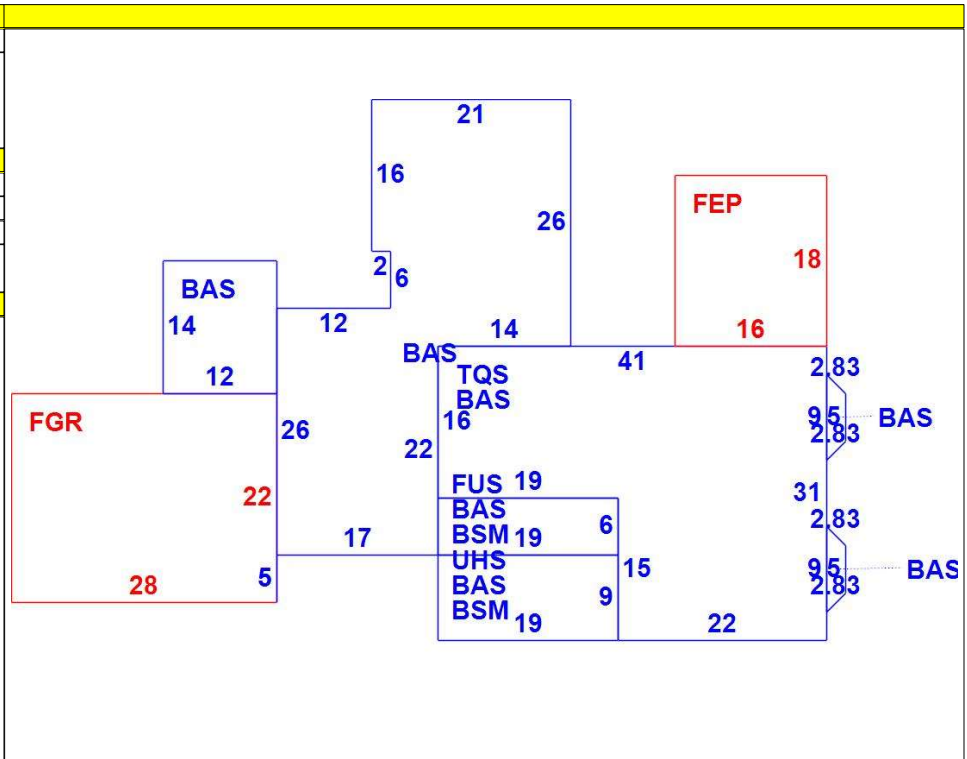 21
16
FEP
26
18
2 6
BAS
12
14
14
16
BAS
41
12
TQS
2.83
BAS
FGR
16
9 5
BAS
26
2.83
22
FUS 19
31
22
BAS
6
2.83
17
BSM 19
UHS
15
9 5
BAS
28
5
BAS
9
2.83
BSM
19
22